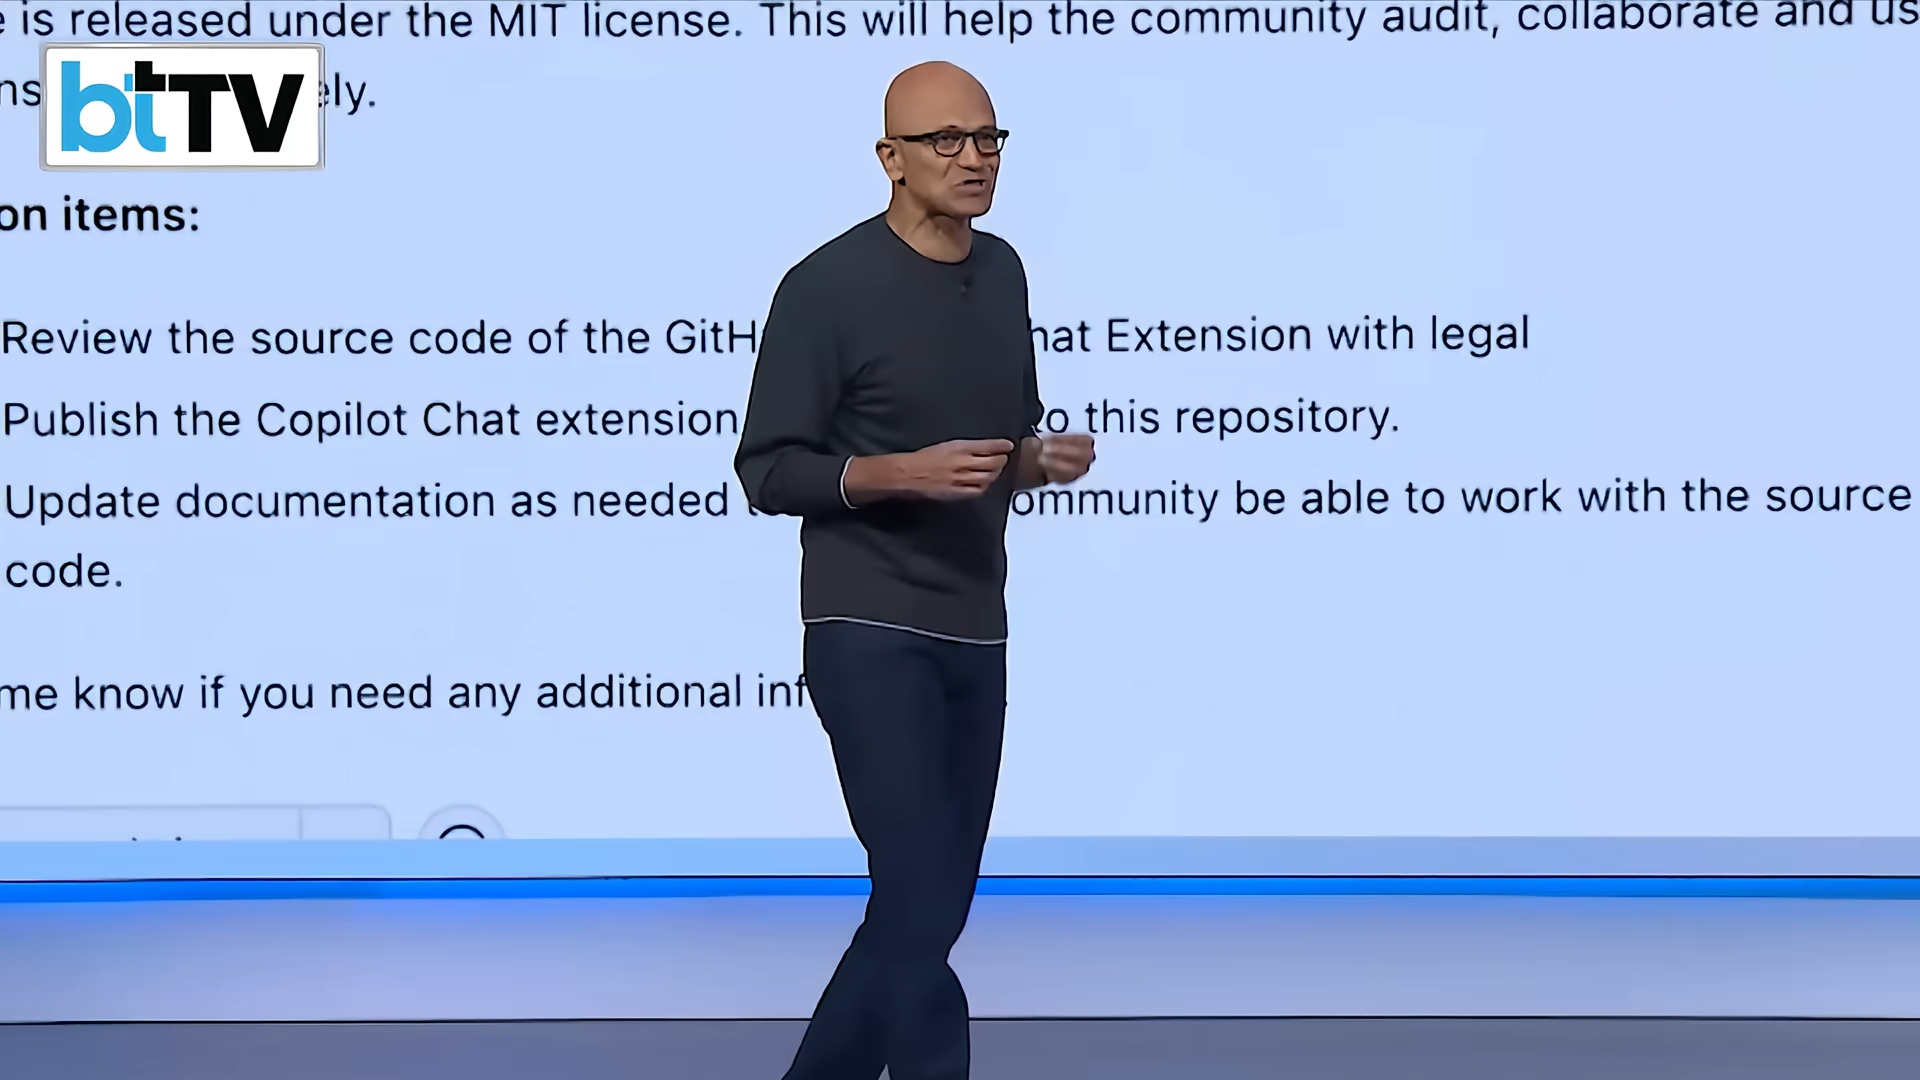 is released under the MIT license. This will help the community audit, collaborate and us
ns ely.
btTV
on items:
Review the source code of the GitH hat Extension with legal
Publish the Copilot Chat extension to this repository.
Update documentation as needed ommunity be able to work with the source
code.
me know if you need any additional inf